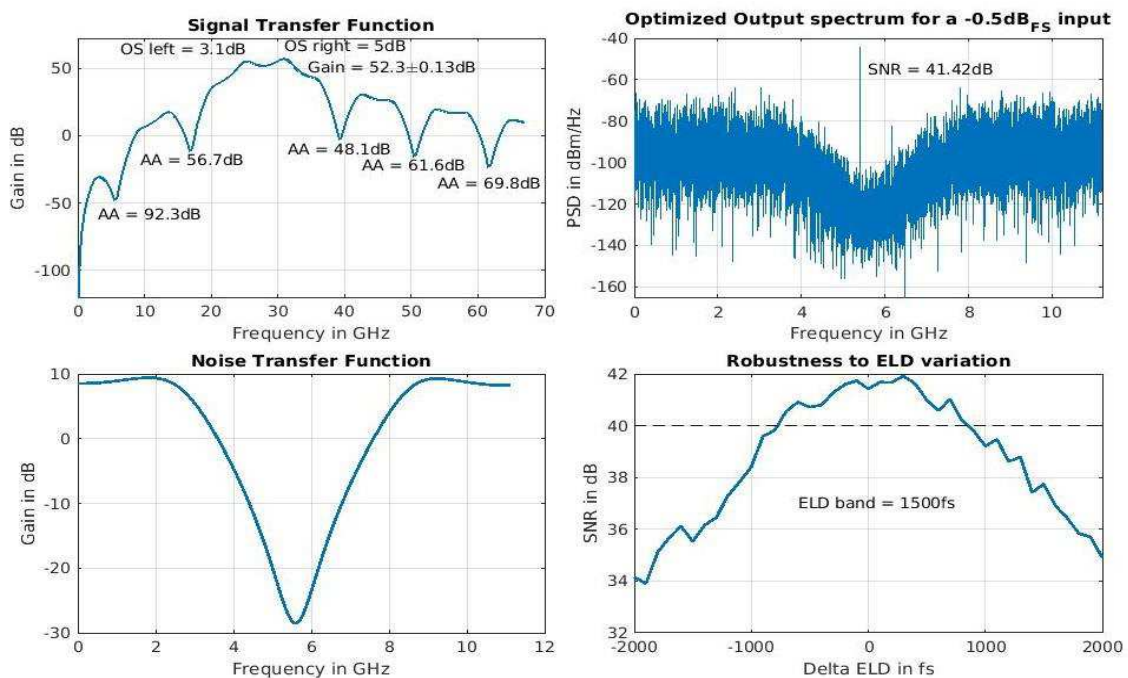 Signal Transfer Function
OS left = 3.1dB
OS right = 5dB
Gain = 52.3±0.13dB
AA = 56.7dB
AA = 48.1dB
AA = 61.6dB
AA = 69.8dB
AA = 92.3dB
Gain in dB
50
0
-50
-100
0 10 20 30 40 50 60 70
Frequency in GHz
Optimized Output spectrum for a -0.5dBFS input
SNR = 41.42dB
PSD in dBm/Hz
-40
-60
-80
-100
-120
-140
-160
0 2 4 6 8 10
Frequency in GHz
Noise Transfer Function
Gain in dB
10
0
-10
-20
-30
0 2 4 6 8 10 12
Frequency in GHz
Robustness to ELD variation
ELD band = 1500fs
SNR in dB
42
40
38
36
34
32
-2000 -1000 0 1000 2000
Delta ELD in fs